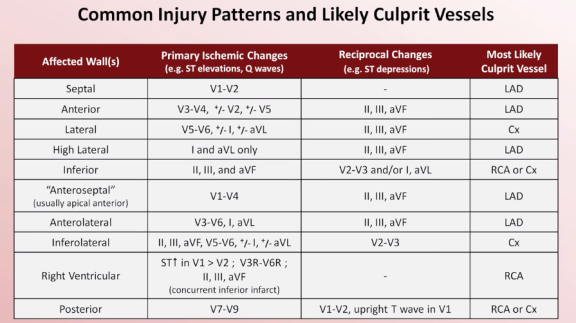 Common Injury Patterns and Likely Culprit Vessels
Affected Wall(s) Primary Ischemic Changes (e.g. ST elevations, Q waves) Reciprocal Changes (e.g. ST depressions) Most Likely Culprit Vessel
Septal V1-V2 - LAD
Anterior V3-V4, +/- V2, +/- V5 II, III, aVF LAD
Lateral V5-V6, +/- I, +/- aVL II, III, aVF Cx
High Lateral I and aVL only II, III, aVF LAD
Inferior II, III, and aVF V2-V3 and/or I, aVL RCA or Cx
“Anteroseptal” (usually apical anterior) V1-V4 II, III, aVF LAD
Anterolateral V3-V6, I, aVL II, III, aVF LAD
Inferolateral II, III, aVF, V5-V6, +/- I, +/- aVL V2-V3 Cx
Right Ventricular ST↑ in V1 > V2 ; V3R-V6R ; II, III, aVF (concurrent inferior infarct) - RCA
Posterior V7-V9 V1-V2, upright T wave in V1 RCA or Cx